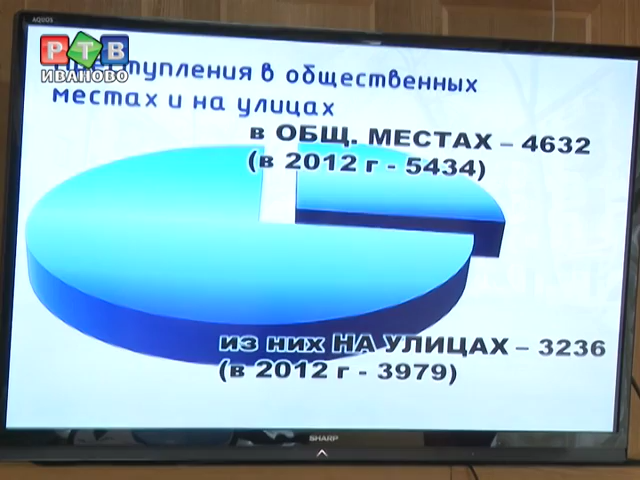 AQUOS
РТВ
ИВАНОВО
Преступления в общественных
местах и на улицах
в ОБЩ. МЕСТАХ – 4632
(в 2012 г - 5434)
из них НА УЛИЦАХ – 3236
(в 2012 г - 3979)
SHARP